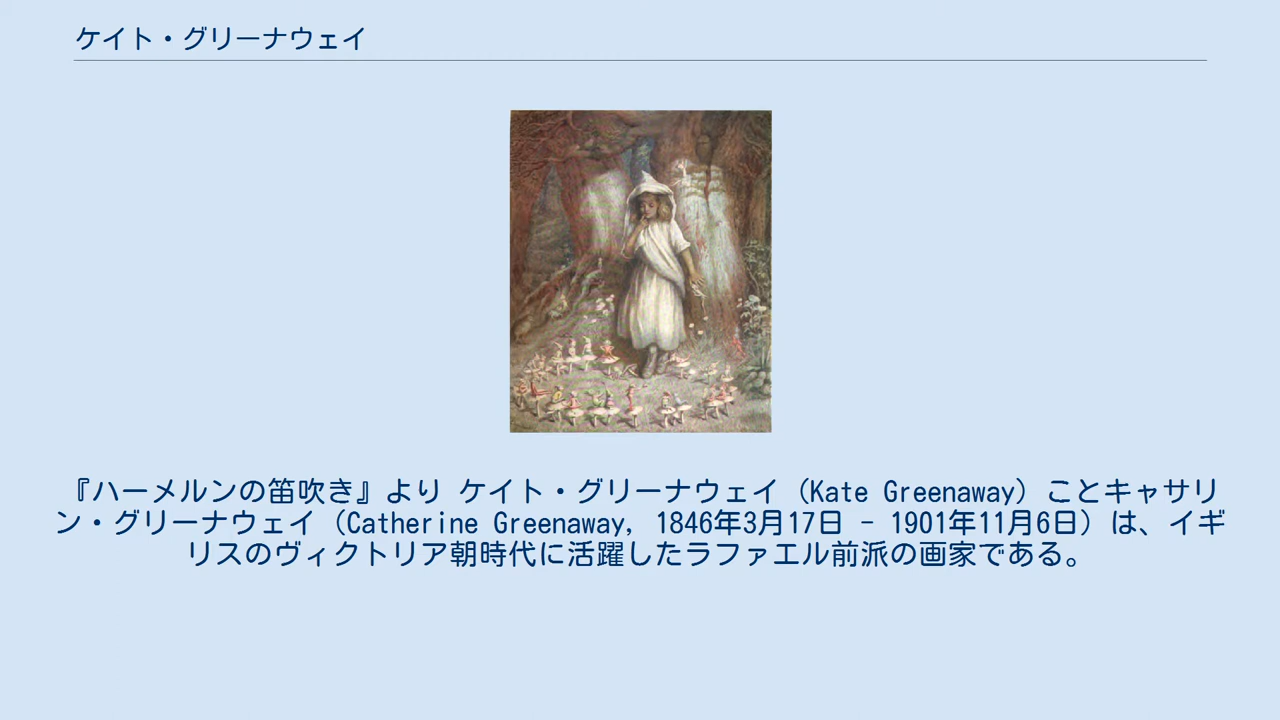 ケイト・グリーナウェイ
『ハーメルンの笛吹き』より ケイト・グリーナウェイ（Kate Greenaway）ことキャサリ
ン・グリーナウェイ（Catherine Greenaway, 1846年3月17日 - 1901年11月6日）は、イギ
リスのヴィクトリア朝時代に活躍したラファエル前派の画家である。